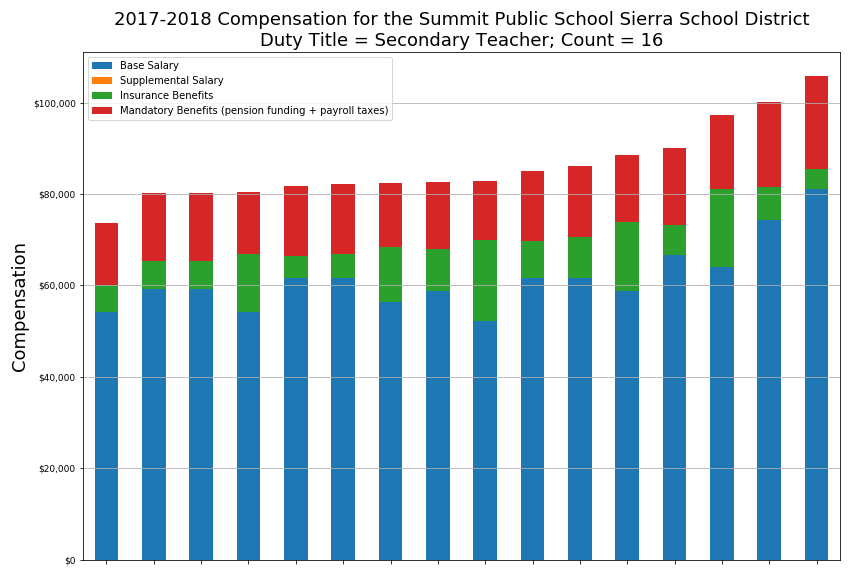 2017-2018 Compensation for the Summit Public School Sierra School District
Duty Title = Secondary Teacher; Count = 16
Base Salary
Supplemental Salary
Insurance Benefits
Mandatory Benefits (pension funding + payroll taxes)
Compensation
$100,000
$80,000
$60,000
$40,000
$20,000
$0